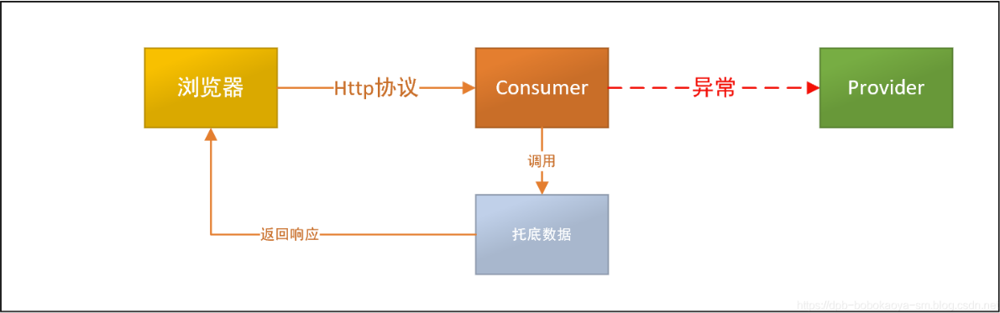 浏览器
Http协议
Consumer
异常
Provider
调用
返回响应
托底数据
https://dpb-bobokaoya-sm.blog.csdn.net